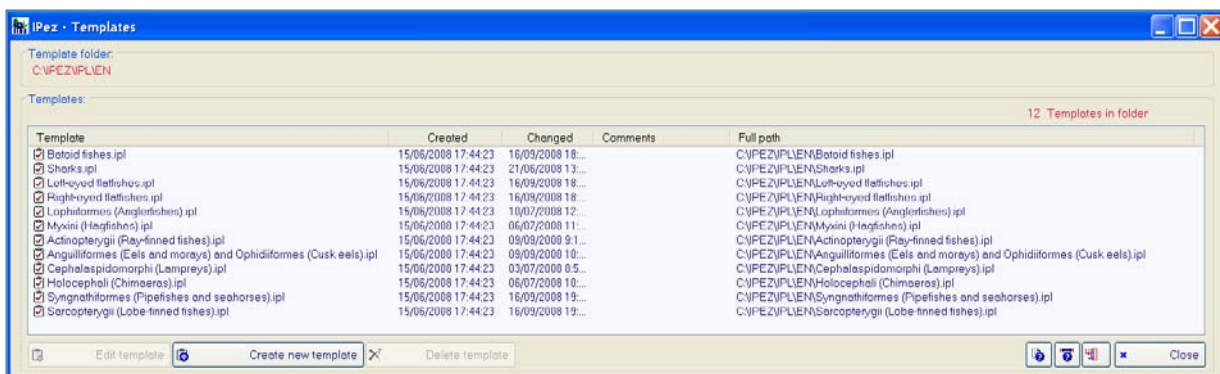 IPez - Templates
Template folder:
C:\IPEZ\IPL\EN
Templates:
12 Templates in folder
Template Created Changed Comments Full path
Batoid fishes.ipl 15/06/2008 17:44:23 16/09/2008 18:... C:\IPEZ\IPL\EN\Batoid fishes.ipl
Sharks.ipl 15/06/2008 17:44:23 21/06/2008 13:... C:\IPEZ\IPL\EN\Sharks.ipl
Left-eyed flatfishes.ipl 15/06/2008 17:44:23 16/09/2008 18:... C:\IPEZ\IPL\EN\Left-eyed flatfishes.ipl
Right-eyed flatfishes.ipl 15/06/2008 17:44:23 16/09/2008 18:... C:\IPEZ\IPL\EN\Right-eyed flatfishes.ipl
Lophiiformes (Anglerfishes).ipl 15/06/2008 17:44:23 10/07/2008 12:... C:\IPEZ\IPL\EN\Lophiiformes (Anglerfishes).ipl
Myxini (Hagfishes).ipl 15/06/2008 17:44:23 06/07/2008 11:... C:\IPEZ\IPL\EN\Myxini (Hagfishes).ipl
Actinopterygii (Ray-finned fishes).ipl 15/06/2008 17:44:23 09/09/2008 9:1... C:\IPEZ\IPL\EN\Actinopterygii (Ray-finned fishes).ipl
Anguilliformes (Eels and morays) and Ophidiiformes (Cusk eels).ipl 15/06/2008 17:44:23 09/09/2008 10:... C:\IPEZ\IPL\EN\Anguilliformes (Eels and morays) and Ophidiiformes (Cusk eels).ipl
Cephalaspidomorphi (Lampreys).ipl 15/06/2008 17:44:23 03/07/2008 8:5... C:\IPEZ\IPL\EN\Cephalaspidomorphi (Lampreys).ipl
Holocephali (Chimaeras).ipl 15/06/2008 17:44:23 06/07/2008 10:... C:\IPEZ\IPL\EN\Holocephali (Chimaeras).ipl
Syngnathiformes (Pipefishes and seahorses).ipl 15/06/2008 17:44:23 16/09/2008 19:... C:\IPEZ\IPL\EN\Syngnathiformes (Pipefishes and seahorses).ipl
Sarcopterygii (Lobe-finned fishes).ipl 15/06/2008 17:44:23 16/09/2008 19:... C:\IPEZ\IPL\EN\Sarcopterygii (Lobe-finned fishes).ipl
Edit template Create new template Delete template Close